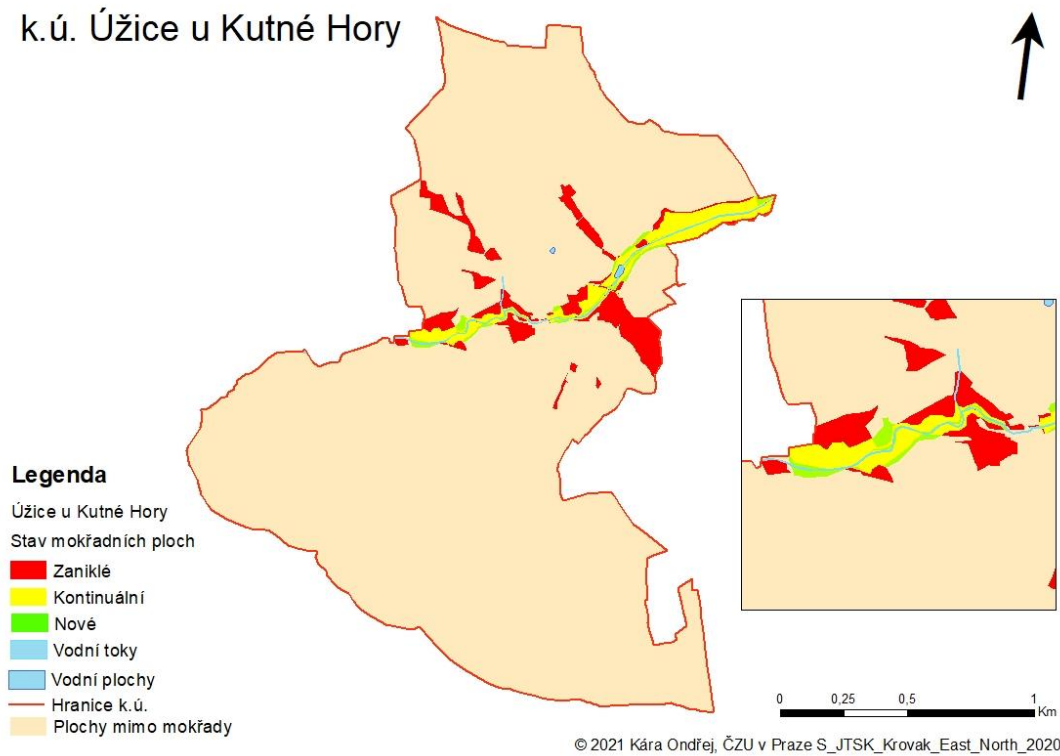 k.ú. Úžice u Kutné Hory
Legenda
Úžice u Kutné Hory
Stav mokřadních ploch
Zaniklé
Kontinuální
Nové
Vodní toky
Vodní plochy
Hranice k.ú.
Plochy mimo mokřady
0 0,25 0,5 1
Km
© 2021 Kára Ondřej, ČZU v Praze S_JTSK_Krovak_East_North_2020